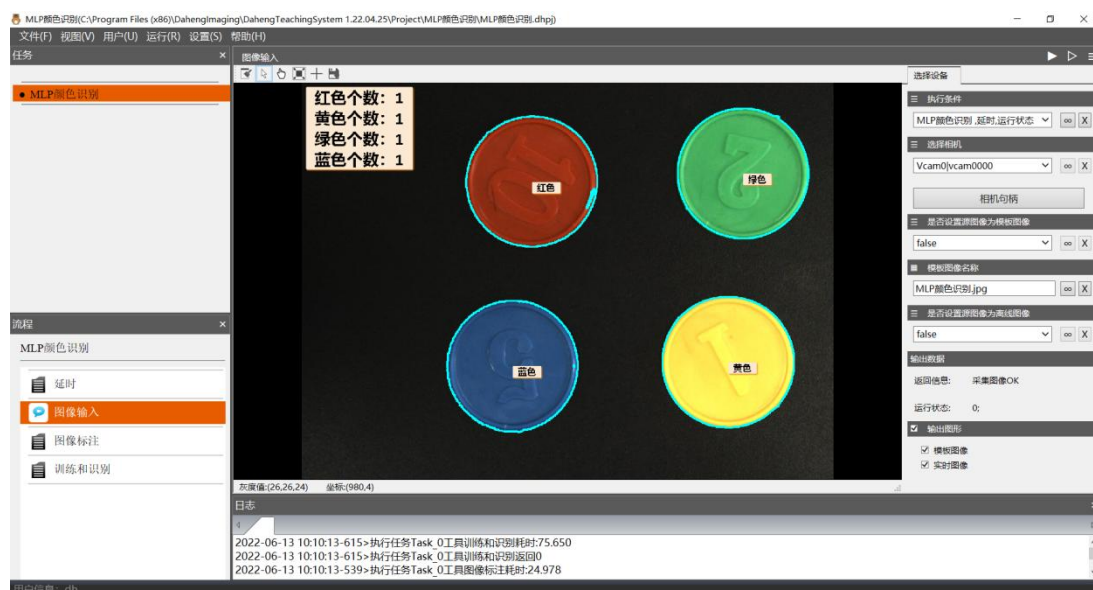 MLP颜色识别(C:\Program Files (x86)\DahengImaging\DahengTeachingSystem 1.22.04.25\Project\MLP颜色识别\MLP颜色识别.dhpj)
文件(F) 视图(V) 用户(U) 运行(R) 设置(S) 帮助(H)
任务
MLP颜色识别
流程
MLP颜色识别
延时
图像输入
图像标注
训练和识别
图像输入
红色个数: 1
黄色个数: 1
绿色个数: 1
蓝色个数: 1
红色
绿色
蓝色
黄色
灰度值:(26,26,24) 坐标:(980,4)
日志
2022-06-13 10:10:13-615>执行任务Task_0工具训练和识别耗时:75.650
2022-06-13 10:10:13-615>执行任务Task_0工具训练和识别返回0
2022-06-13 10:10:13-539>执行任务Task_0工具图像标注耗时:24.978
选择设备
执行条件
MLP颜色识别 ,延时,运行状态
选择相机
Vcam0|vcam0000
相机句柄
是否设置源图像为模板图像
false
模板图像名称
MLP颜色识别.jpg
是否设置源图像为离线图像
false
输出数据
返回信息: 采集图像OK
运行状态: 0;
输出图形
模板图像
实时图像
用户信息: dh